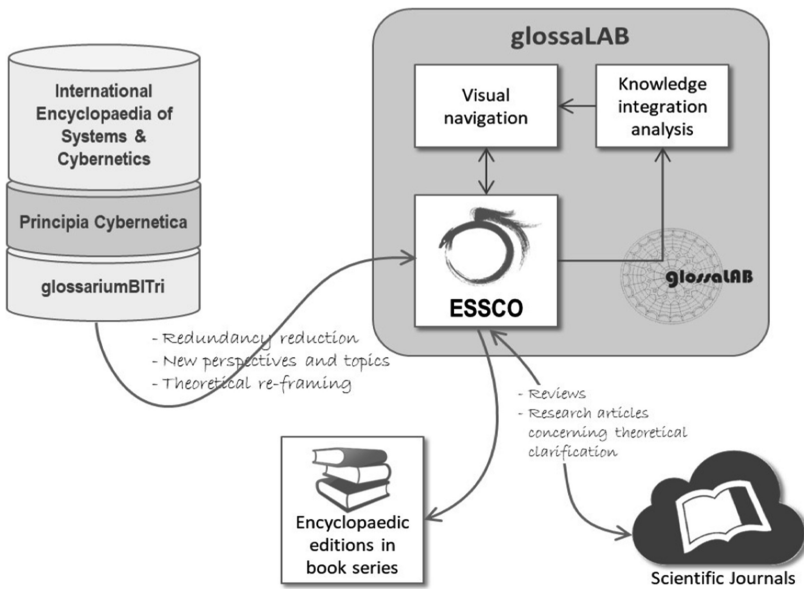 International
Encyclopaedia of
Systems &
Cybernetics
Principia Cybernetica
glossariumBITri
- Redundancy reduction
- New perspectives and topics
- Theoretical re-framing
glossaLAB
Visual
navigation
Knowledge
integration
analysis
ESSCO
glossaLAB
- Reviews
- Research articles
concerning theoretical
clarification
Encyclopaedic
editions in
book series
Scientific Journals